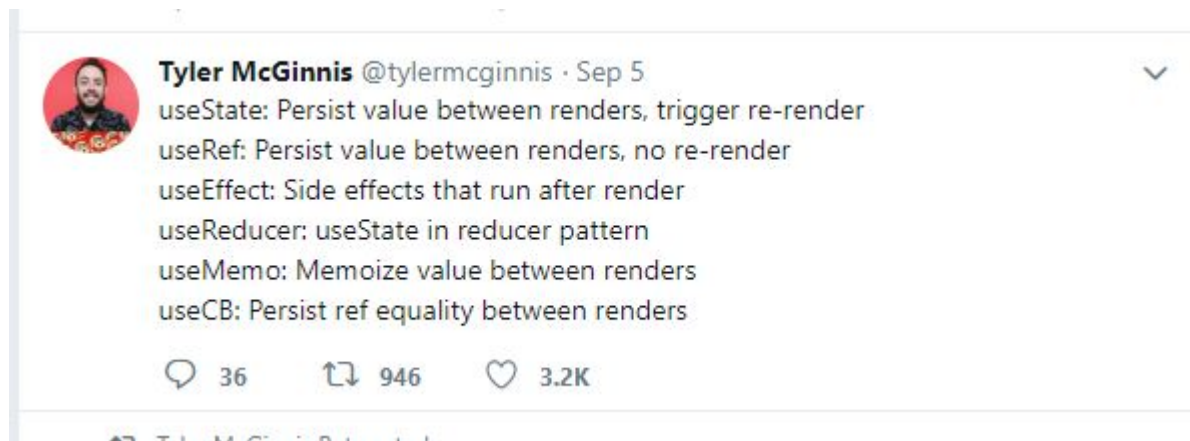 Tyler McGinnis @tylermcginnis · Sep 5
useState: Persist value between renders, trigger re-render
useRef: Persist value between renders, no re-render
useEffect: Side effects that run after render
useReducer: useState in reducer pattern
useMemo: Memoize value between renders
useCB: Persist ref equality between renders
36 946 3.2K